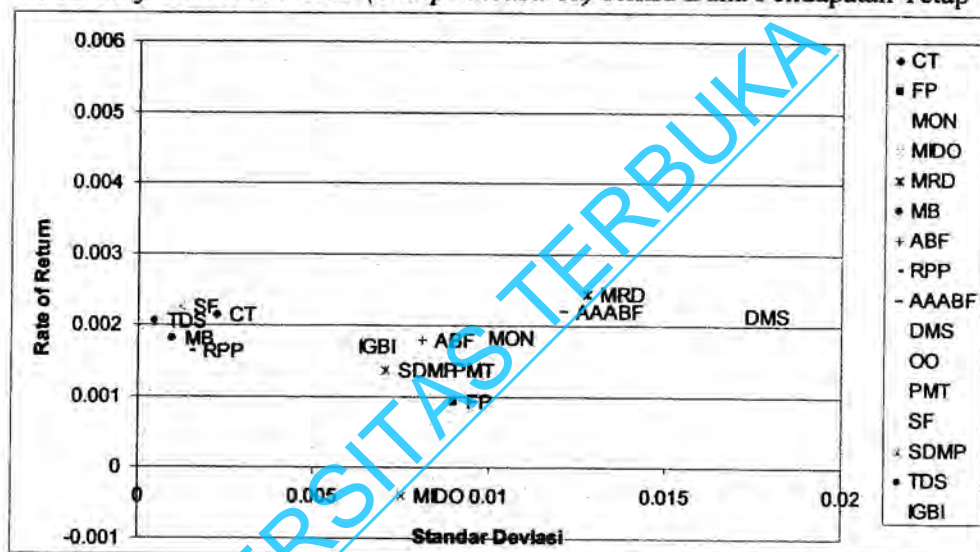 Pendapatan Tetap
0.006
0.005
0.004
0.003
0.002
0.001
0
-0.001
Rate of Return
0
0.005
0.01
0.015
0.02
Standar Deviasi
SF
CT
TDS
MB
RPP
IGBI
ABF
MON
SDMP
PMT
FP
MIDO
MRD
AAABF
DMS
CT
FP
MON
MIDO
MRD
MB
ABF
RPP
AAABF
DMS
OO
PMT
SF
SDMP
TDS
IGBI
ERSITAS TERBUKA